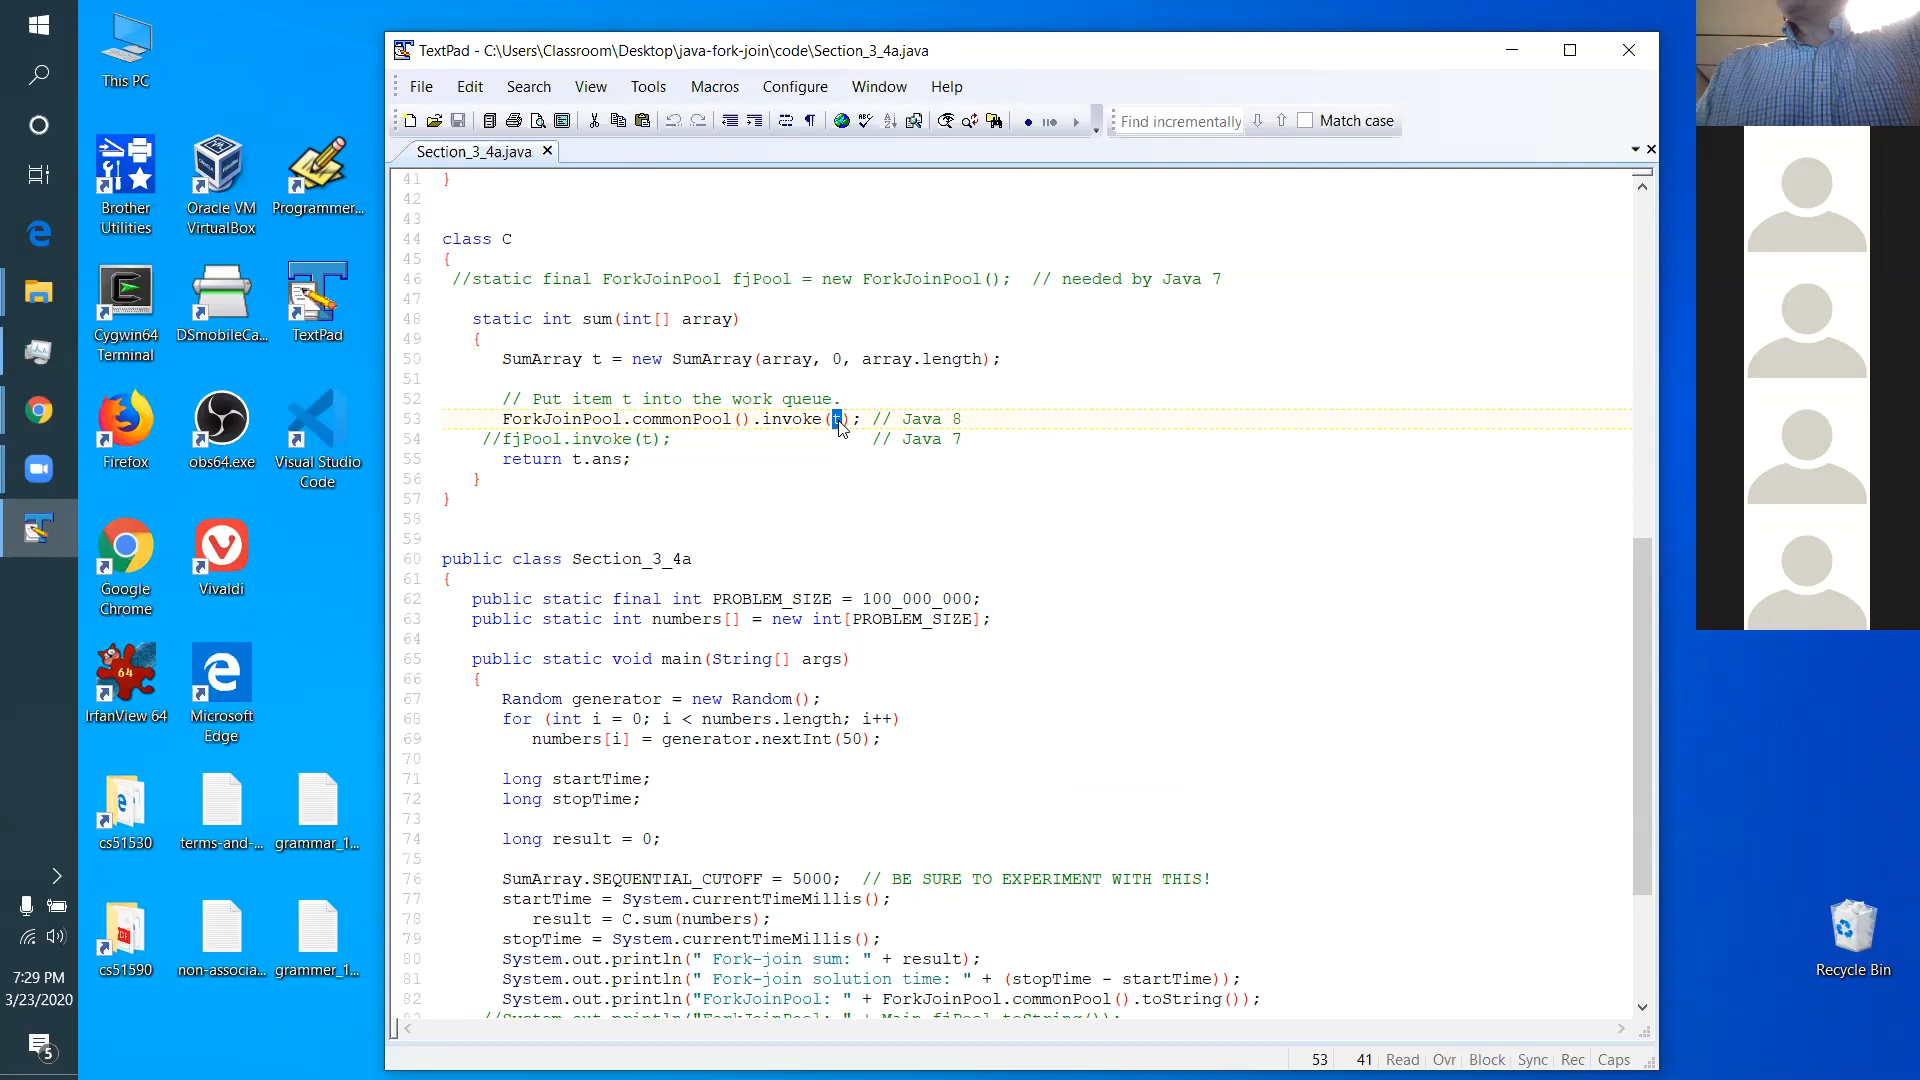 This PC
Brother Utilities
Oracle VM VirtualBox
Programmer...
Cygwin64 Terminal
DSmobileCa...
TextPad
Firefox
obs64.exe
Visual Studio Code
Google Chrome
Vivaldi
64
IrfanView 64
Microsoft Edge
cs51530
terms-and-...
grammar_1...
cs51590
non-associa...
grammer_1...
7:29 PM
3/23/2020
5
TextPad - C:\Users\Classroom\Desktop\java-fork-join\code\Section_3_4a.java
File Edit Search View Tools Macros Configure Window Help
Find incrementally Match case
Section_3_4a.java
41 }
42
43
44 class C
45 {
46 //static final ForkJoinPool fjPool = new ForkJoinPool(); // needed by Java 7
47
48 static int sum(int[] array)
49 {
50 SumArray t = new SumArray(array, 0, array.length);
51
52 // Put item t into the work queue.
53 ForkJoinPool.commonPool().invoke(t); // Java 8
54 //fjPool.invoke(t); // Java 7
55 return t.ans;
56 }
57 }
58
59
60 public class Section_3_4a
61 {
62 public static final int PROBLEM_SIZE = 100_000_000;
63 public static int numbers[] = new int[PROBLEM_SIZE];
64
65 public static void main(String[] args)
66 {
67 Random generator = new Random();
68 for (int i = 0; i < numbers.length; i++)
69 numbers[i] = generator.nextInt(50);
70
71 long startTime;
72 long stopTime;
73
74 long result = 0;
75
76 SumArray.SEQUENTIAL_CUTOFF = 5000; // BE SURE TO EXPERIMENT WITH THIS!
77 startTime = System.currentTimeMillis();
78 result = C.sum(numbers);
79 stopTime = System.currentTimeMillis();
80 System.out.println(" Fork-join sum: " + result);
81 System.out.println(" Fork-join solution time: " + (stopTime - startTime));
82 System.out.println("ForkJoinPool: " + ForkJoinPool.commonPool().toString());
//System.out.println("ForkJoinPool: " + Main.fjPool.toString());
53 41 Read Ovr Block Sync Rec Caps
Recycle Bin